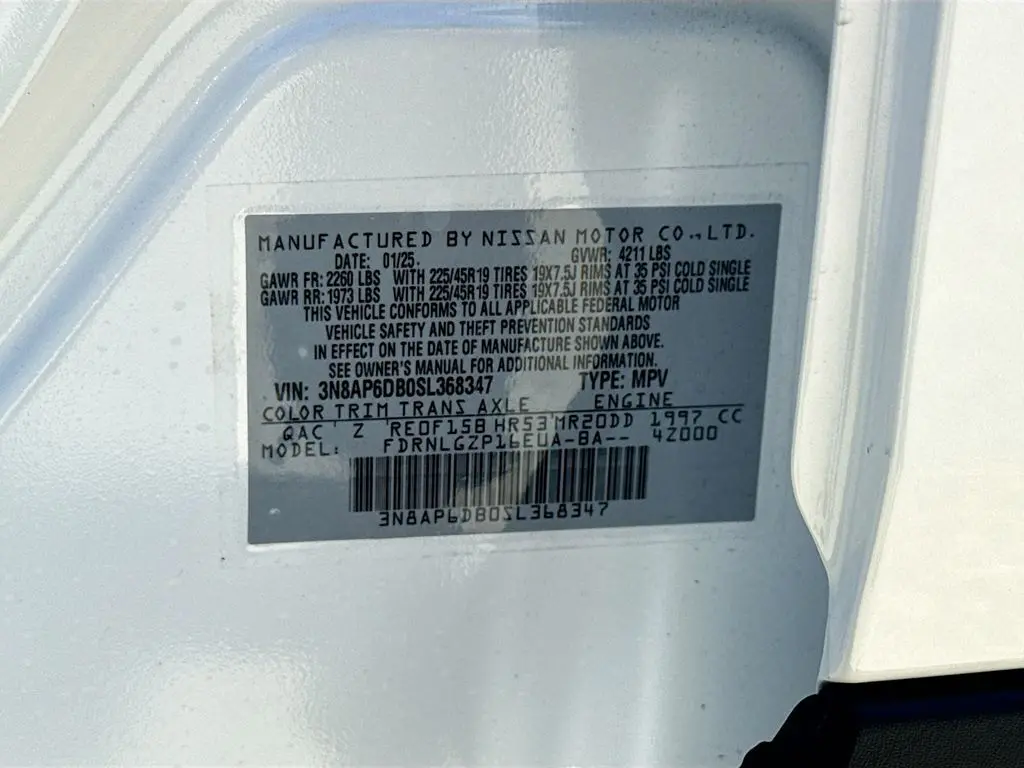 MANUFACTURED BY NISSAN MOTOR CO., LTD.
DATE: 01/25. GVWR: 4211 LBS
GAWR FR: 2260 LBS WITH 225/45R19 TIRES 19X7.5J RIMS AT 35 PSI COLD SINGLE
GAWR RR: 1973 LBS WITH 225/45R19 TIRES 19X7.5J RIMS AT 35 PSI COLD SINGLE
THIS VEHICLE CONFORMS TO ALL APPLICABLE FEDERAL MOTOR
VEHICLE SAFETY AND THEFT PREVENTION STANDARDS
IN EFFECT ON THE DATE OF MANUFACTURE SHOWN ABOVE.
SEE OWNER'S MANUAL FOR ADDITIONAL INFORMATION.
VIN: 3N8AP6DB0SL368347 TYPE: MPV
COLOR TRIM TRANS AXLE ENGINE
QAC Z RE0F15B HR53 MR20DD 1997 CC
MODEL: FDRNLGZP16EUA-BA-- 4Z000
3N8AP6DB0SL368347